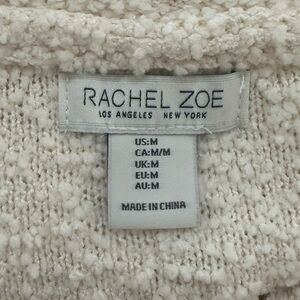 RACHEL ZOE
LOS ANGELES NEW YORK
US:M
CA:M/M
UK:M
EU:M
AU:M
MADE IN CHINA